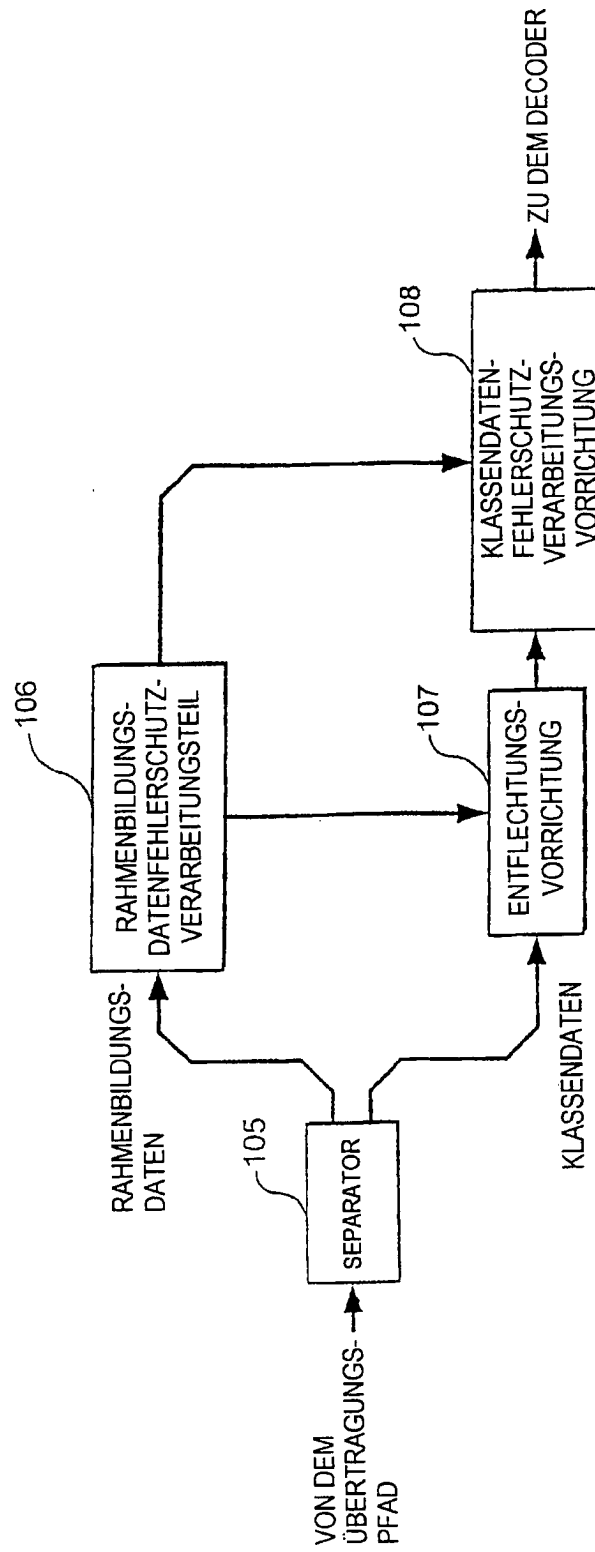 VON DEM
ÜBERTRAGUNGS-
PFAD
105
SEPARATOR
RAHMENBILDUNGS-
DATEN
106
RAHMENBILDUNGS-
DATENFEHLERSCHUTZ-
VERARBEITUNGSTEIL
KLASSENDATEN
107
ENTFLECHTUNGS-
VORRICHTUNG
108
KLASSENDATEN-
FEHLERSCHUTZ-
VERARBEITUNGS-
VORRICHTUNG
ZU DEM DECODER